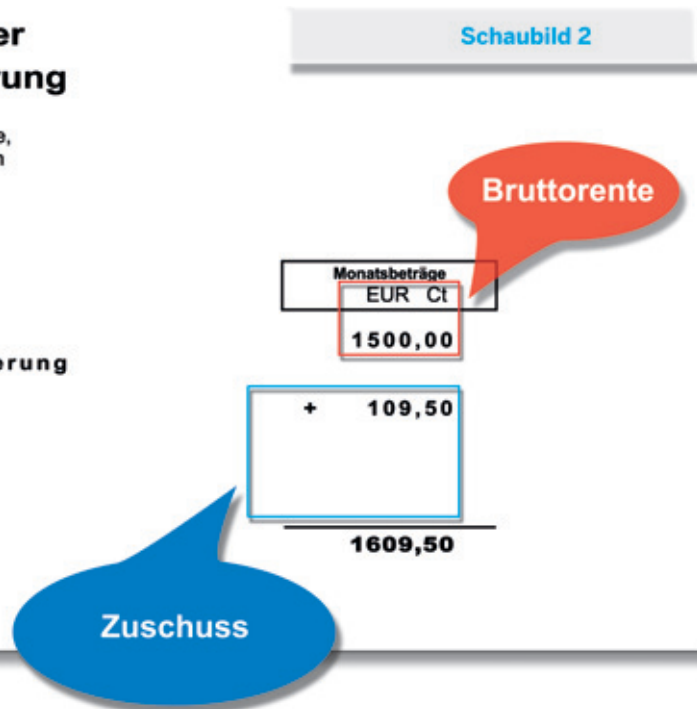 er
Schaubild 2
rung
e,
n
Bruttorente
Monatsbeträge
EUR Ct
1500,00
erung
+ 109,50
1609,50
Zuschuss